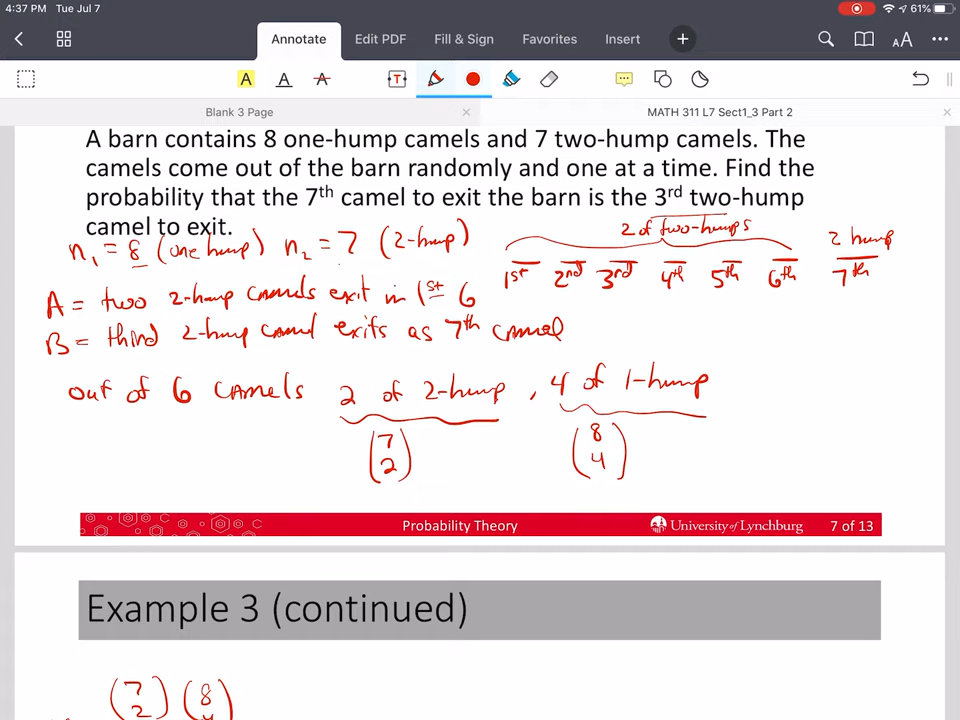 4:37 PM Tue Jul 7 61%
Annotate Edit PDF Fill & Sign Favorites Insert
A A A T AA
Blank 3 Page MATH 311 L7 Sect1_3 Part 2
A barn contains 8 one-hump camels and 7 two-hump camels. The
camels come out of the barn randomly and one at a time. Find the
probability that the 7th camel to exit the barn is the 3rd two-hump
camel to exit.
n₁ = 8 (one hump) n₂ = 7 (2-hump)
2 of two-humps 2 hump
1st 2nd 3rd 4th 5th 6th 7th
A = two 2-hump camels exit in 1st 6
B = third 2-hump camel exits as 7th camel
out of 6 camels 2 of 2-hump , 4 of 1-hump
(7 2) (8 4)
Probability Theory University of Lynchburg 7 of 13
Example 3 (continued)
(7 2) (8 4)